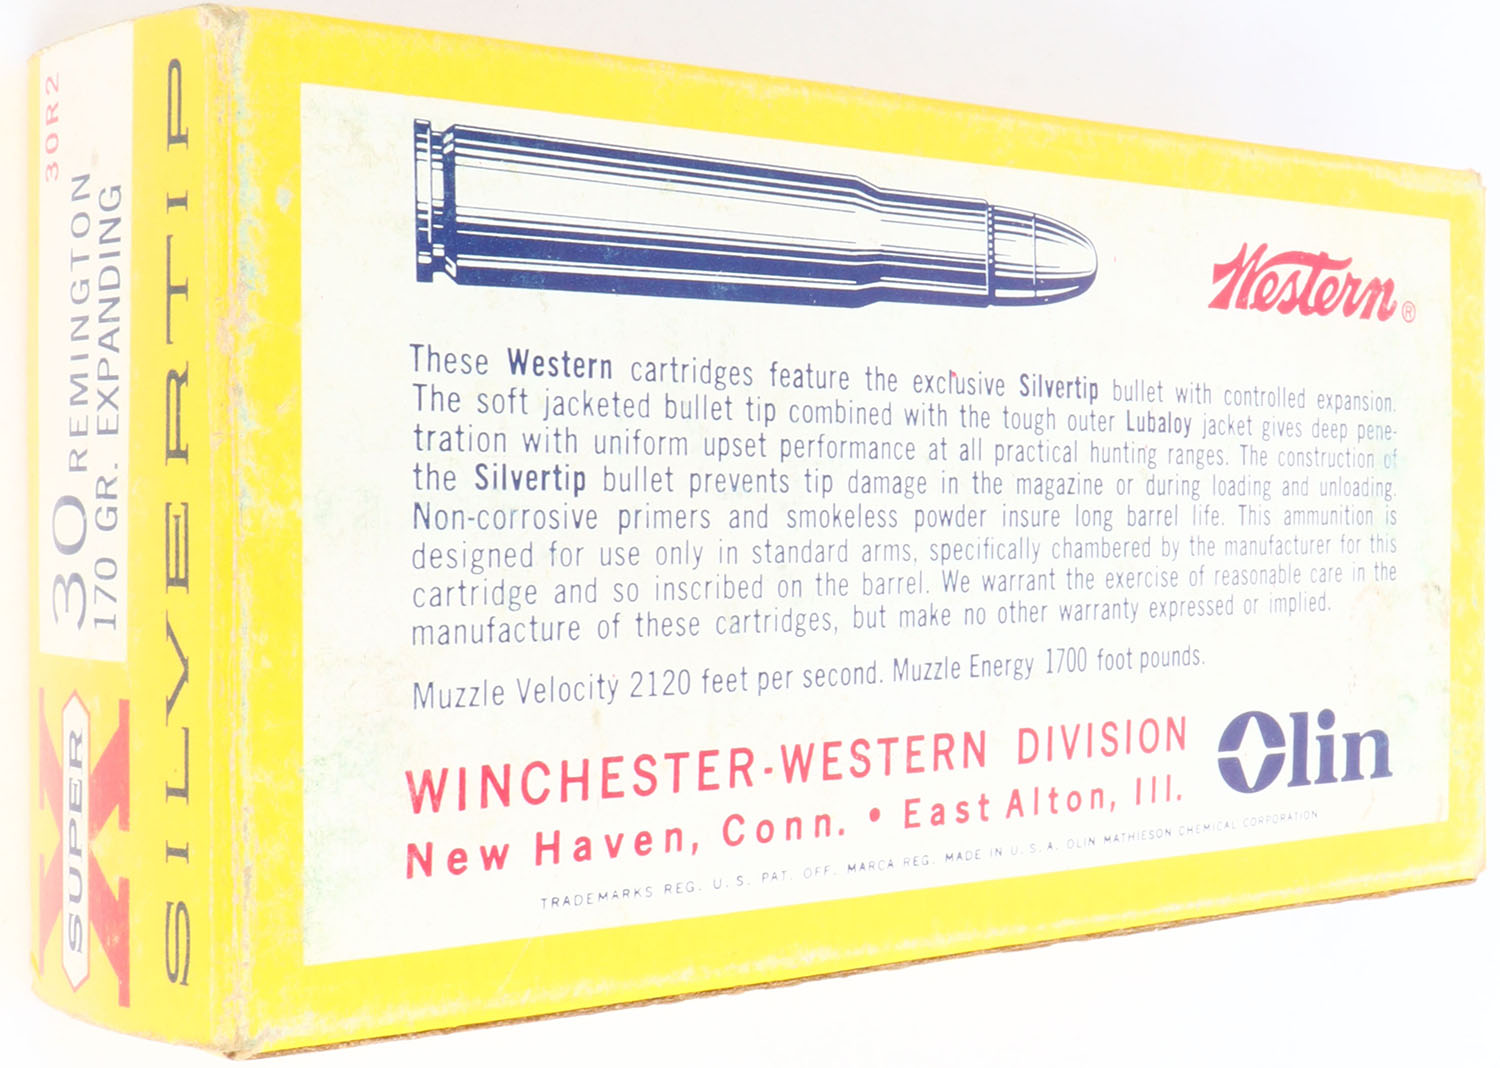 30R2
30 REMINGTON
170 GR. EXPANDING
SUPER
X
SILVERTIP
Western®
These Western cartridges feature the exclusive Silvertip bullet with controlled expansion.
The soft jacketed bullet tip combined with the tough outer Lubaloy jacket gives deep pene-
tration with uniform upset performance at all practical hunting ranges. The construction of
the Silvertip bullet prevents tip damage in the magazine or during loading and unloading.
Non-corrosive primers and smokeless powder insure long barrel life. This ammunition is
designed for use only in standard arms, specifically chambered by the manufacturer for this
cartridge and so inscribed on the barrel. We warrant the exercise of reasonable care in the
manufacture of these cartridges, but make no other warranty expressed or implied.
Muzzle Velocity 2120 feet per second. Muzzle Energy 1700 foot pounds.
WINCHESTER-WESTERN DIVISION
New Haven, Conn. • East Alton, Ill.
Olin
TRADEMARKS REG. U. S. PAT. OFF. MARCA REG. MADE IN U. S. A. OLIN MATHIESON CHEMICAL CORPORATION